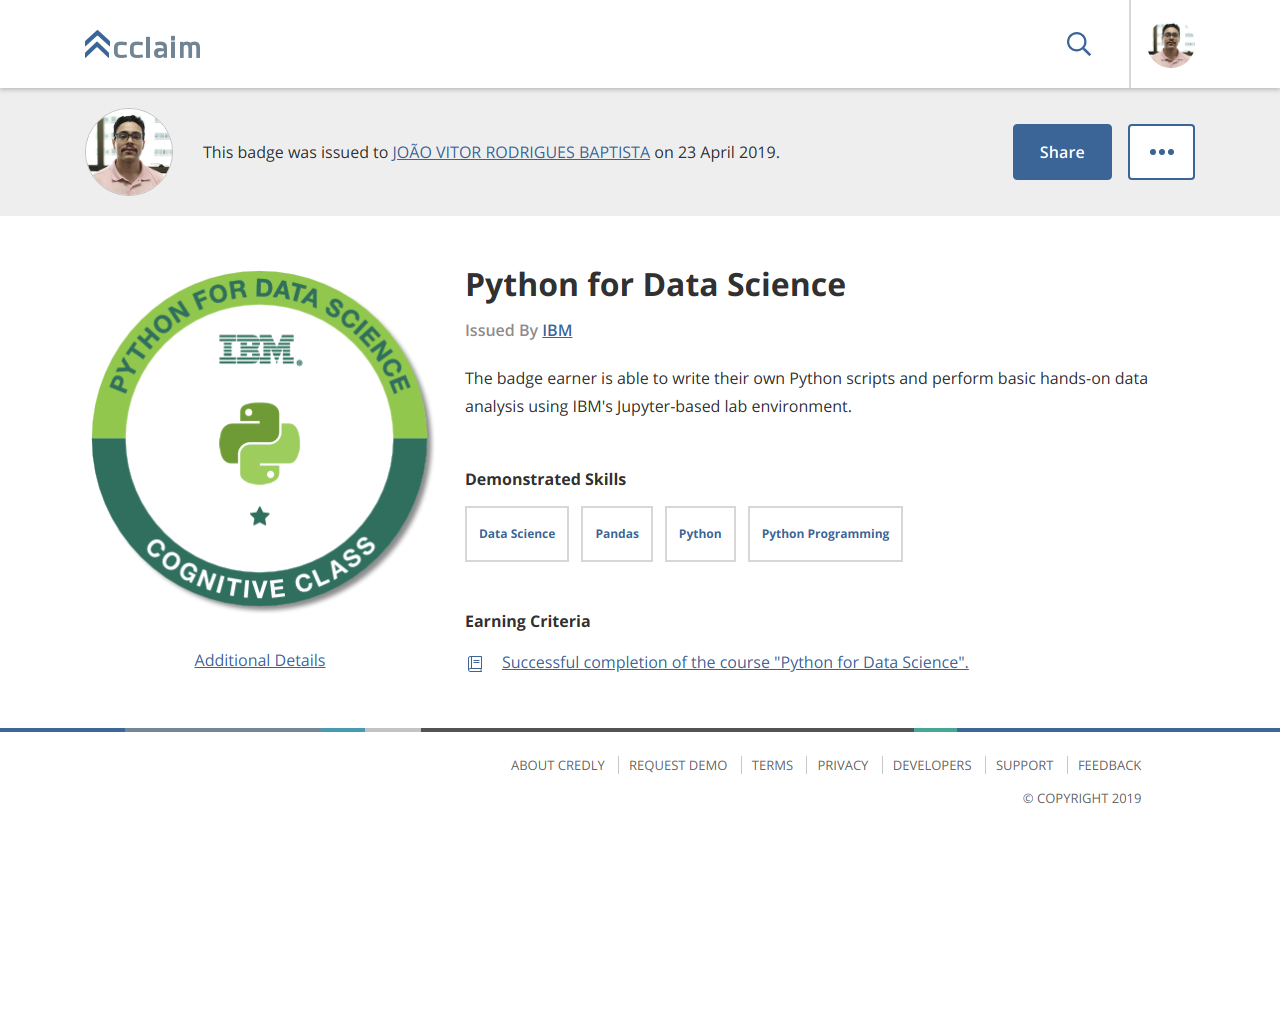 cclaim
This badge was issued to JOÃO VITOR RODRIGUES BAPTISTA on 23 April 2019.
Share
PYTHON FOR DATA SCIENCE
IBM®
COGNITIVE CLASS
Additional Details
Python for Data Science
Issued By IBM
The badge earner is able to write their own Python scripts and perform basic hands-on data
analysis using IBM's Jupyter-based lab environment.
Demonstrated Skills
Data Science
Pandas
Python
Python Programming
Earning Criteria
Successful completion of the course "Python for Data Science".
ABOUT CREDLY
REQUEST DEMO
TERMS
PRIVACY
DEVELOPERS
SUPPORT
FEEDBACK
© COPYRIGHT 2019